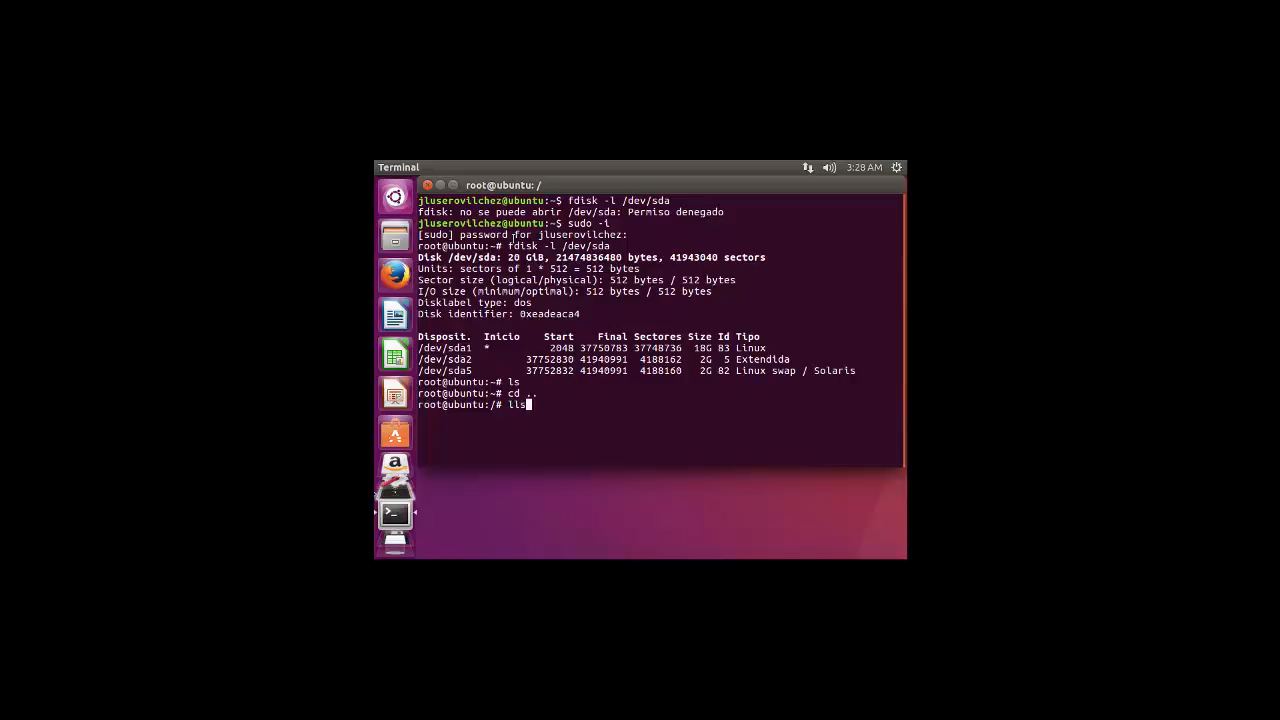 Terminal
3:28 AM
root@ubuntu: /
jluserovilchez@ubuntu:~$ fdisk -l /dev/sda
fdisk: no se puede abrir /dev/sda: Permiso denegado
jluserovilchez@ubuntu:~$ sudo -i
[sudo] password for jluserovilchez:
root@ubuntu:~# fdisk -l /dev/sda
Disk /dev/sda: 20 GiB, 21474836480 bytes, 41943040 sectors
Units: sectors of 1 * 512 = 512 bytes
Sector size (logical/physical): 512 bytes / 512 bytes
I/O size (minimum/optimal): 512 bytes / 512 bytes
Disklabel type: dos
Disk identifier: 0xeadeaca4
Disposit. Inicio Start Final Sectores Size Id Tipo
/dev/sda1 * 2048 37750783 37748736 18G 83 Linux
/dev/sda2 37752830 41940991 4188162 2G 5 Extendida
/dev/sda5 37752832 41940991 4188160 2G 82 Linux swap / Solaris
root@ubuntu:~# ls
root@ubuntu:~# cd ..
root@ubuntu:/# lls